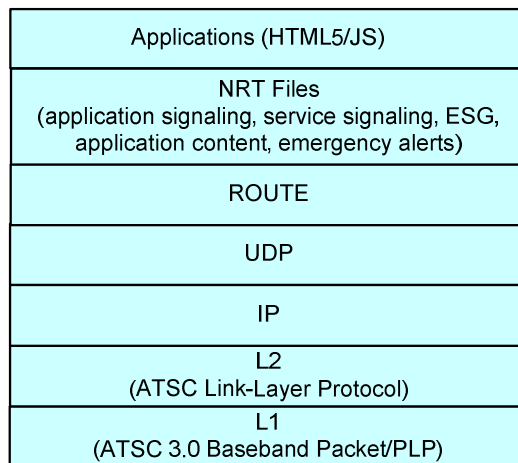 Applications (HTML5/JS)
NRT Files
(application signaling, service signaling, ESG,
application content, emergency alerts)
ROUTE
UDP
IP
L2
(ATSC Link-Layer Protocol)
L1
(ATSC 3.0 Baseband Packet/PLP)